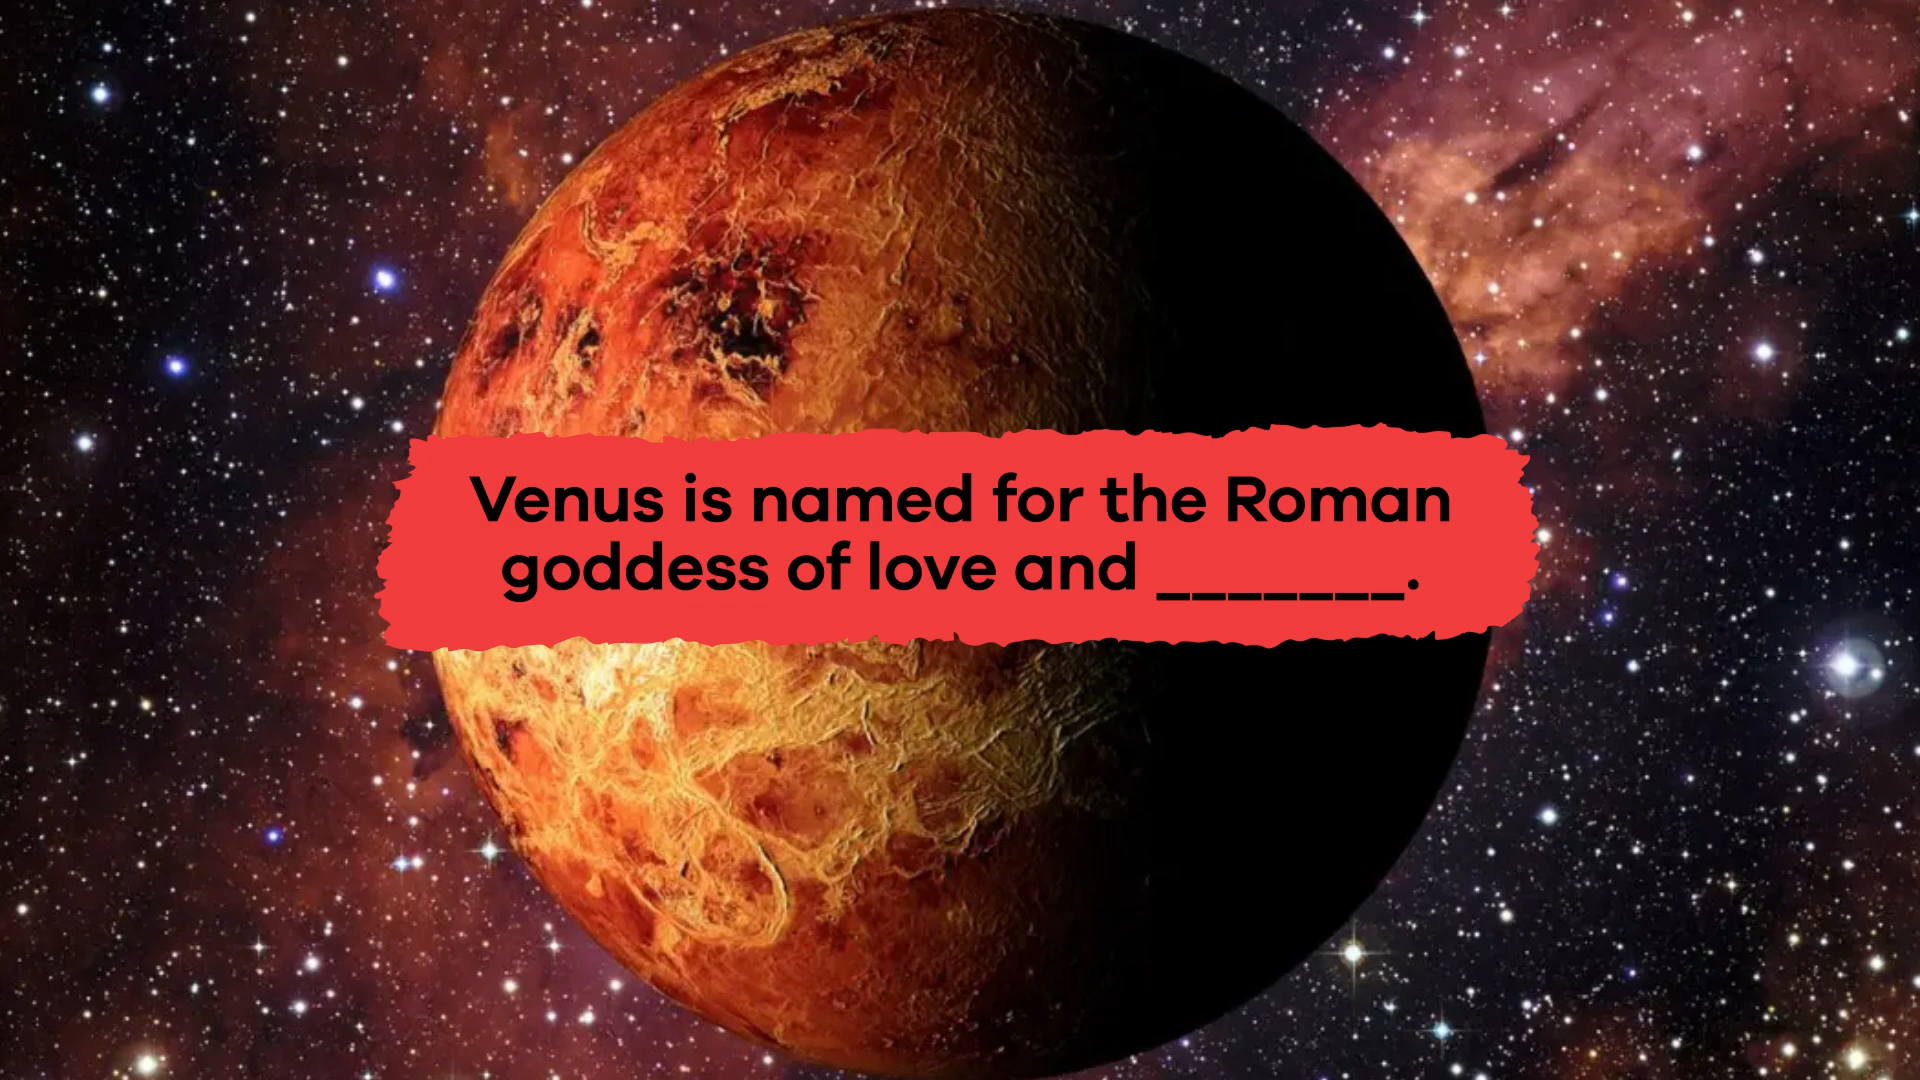 Venus is named for the Roman
goddess of love and _______.